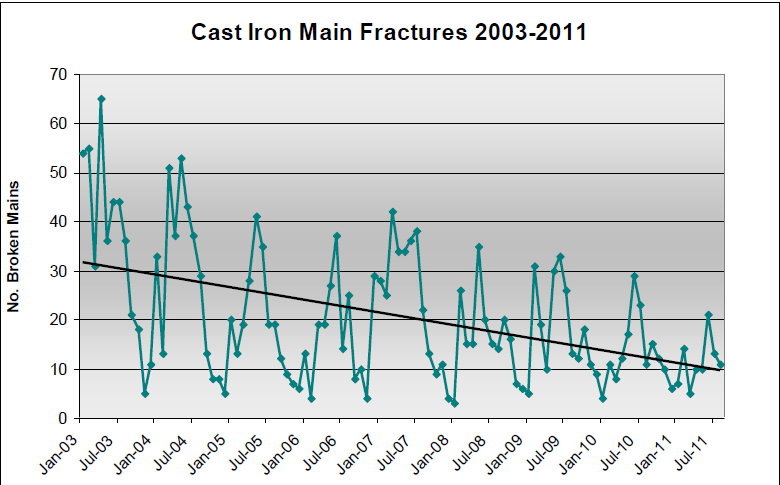 Cast Iron Main Fractures 2003-2011
No. Broken Mains
70
60
50
40
30
20
10
0
Jan-03
Jul-03
Jan-04
Jul-04
Jan-05
Jul-05
Jan-06
Jul-06
Jan-07
Jul-07
Jan-08
Jul-08
Jan-09
Jul-09
Jan-10
Jul-10
Jan-11
Jul-11